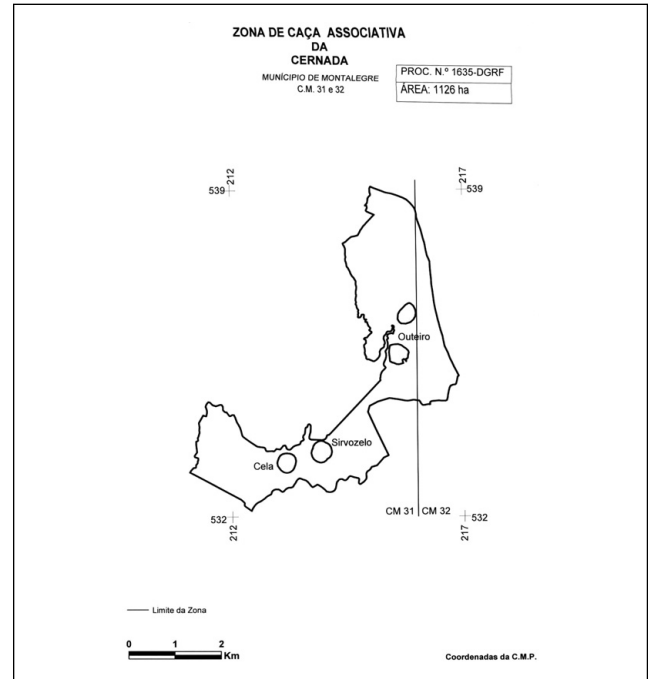 ZONA DE CAÇA ASSOCIATIVA
DA
CERNADA
MUNÍCIPIO DE MONTALEGRE
C.M. 31 e 32
PROC. N.º 1635-DGRF
ÁREA: 1126 ha
212
539
217
539
Outeiro
Sirvozelo
Cela
CM 31
CM 32
532
212
532
217
Limite da Zona
0 1 2
Km
Coordenadas da C.M.P.